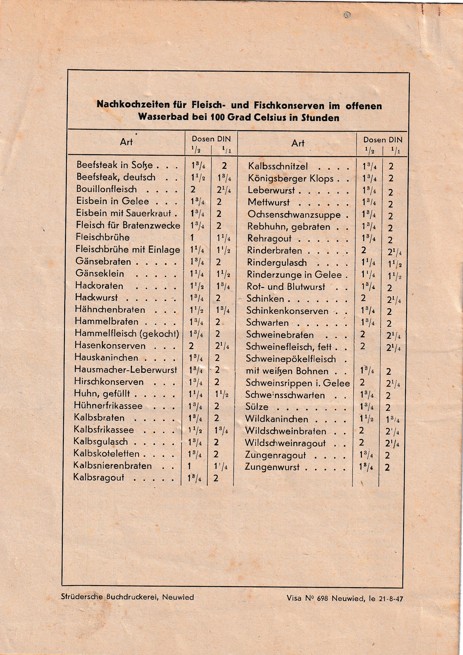 Nachkochzeiten für Fleisch- und Fischkonserven im offenen
Wasserbad bei 100 Grad Celsius in Stunden
Art Dosen DIN
1/2 1/1
Beefsteak in Soße . . . 1 3/4 2
Beefsteak, deutsch . . 1 1/2 1 3/4
Bouillonfleisch . . . . 2 2 1/4
Eisbein in Gelee . . . 1 3/4 2
Eisbein mit Sauerkraut . 1 3/4 2
Fleisch für Bratenzwecke 1 3/4 2
Fleischbrühe 1 1 1/4
Fleischbrühe mit Einlage 1 1/4 1 1/2
Gänsebraten . . . . . 1 3/4 2
Gänseklein . . . . . 1 1/4 1 1/2
Hackoraten . . . . . 1 1/2 1 3/4
Hackwurst . . . . . 1 3/4 2
Hähnchenbraten . . . 1 1/2 1 3/4
Hammelbraten . . . . 1 3/4 2
Hammelfleisch (gekocht) 1 3/4 2
Hasenkonserven . . . 2 2 1/4
Hauskaninchen . . . . 1 3/4 2
Hausmacher-Leberwurst 1 3/4 2
Hirschkonserven . . . 1 3/4 2
Huhn, gefüllt . . . . 1 1/4 1 1/2
Hühnerfrikassee . . . 1 3/4 2
Kalbsbraten . . . . . 1 3/4 2
Kalbsfrikassee . . . . 1 1/2 1 3/4
Kalbsgulasch . . . . 1 3/4 2
Kalbskoteletten . . . . 1 3/4 2
Kalbsnierenbraten . . 1 1 1/4
Kalbsragout . . . . . 1 3/4 2
Art Dosen DIN
1/2 1/1
Kalbsschnitzel . . . . 1 3/4 2
Königsberger Klops . . 1 3/4 2
Leberwurst . . . . . 1 3/4 2
Mettwurst . . . . . 1 3/4 2
Ochsenschwanzsuppe . 1 3/4 2
Rebhuhn, gebraten . . 1 3/4 2
Rehragout . . . . . 1 3/4 2
Rinderbraten . . . . 2 2 1/4
Rindergulasch . . . . 1 1/4 1 1/2
Rinderzunge in Gelee . 1 1/4 1 1/2
Rot- und Blutwurst . . 1 3/4 2
Schinken . . . . . 2 2 1/4
Schinkenkonserven . . 1 3/4 2
Schwarten . . . . . 1 3/4 2
Schweinebraten . . . 2 2 1/4
Schweinefleisch, fett . . 2 2 1/4
Schweinepökelfleisch .
mit weißen Bohnen . . 1 3/4 2
Schweinsrippen i. Gelee 2 2 1/4
Schweinsschwarten . . 1 3/4 2
Sülze . . . . . . . 1 3/4 2
Wildkaninchen . . . . 1 1/2 1 3/4
Wildschweinbraten . . 2 2 1/4
Wildschweinragout . . 2 2 1/4
Zungenragout . . . . 1 3/4 2
Zungenwurst . . . . . 1 3/4 2
Strüdersche Buchdruckerei, Neuwied
Visa No 698 Neuwied, le 21-8-47